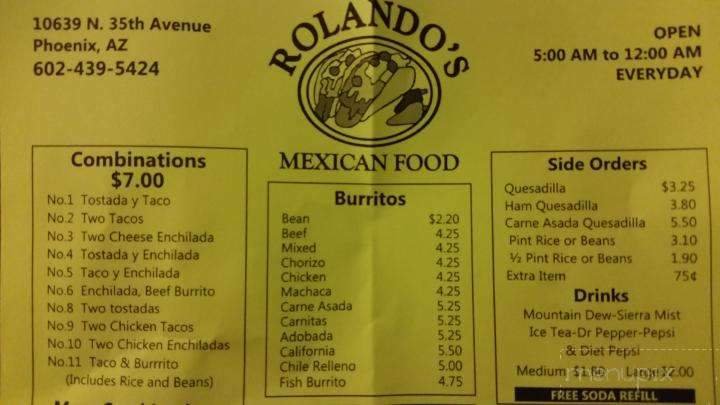 10639 N. 35th Avenue
Phoenix, AZ
602-439-5424
ROLANDO'S
MEXICAN FOOD
OPEN
5:00 AM to 12:00 AM
EVERYDAY
Combinations
$7.00
No.1 Tostada y Taco
No.2 Two Tacos
No.3 Two Cheese Enchilada
No.4 Tostada y Enchilada
No.5 Taco y Enchilada
No.6 Enchilada, Beef Burrito
No.8 Two tostadas
No.9 Two Chicken Tacos
No.10 Two Chicken Enchiladas
No.11 Taco & Burrrito
(Includes Rice and Beans)
Burritos
Bean $2.20
Beef 4.25
Mixed 4.25
Chorizo 4.25
Chicken 4.25
Machaca 4.25
Carne Asada 5.25
Carnitas 5.25
Adobada 5.25
California 5.50
Chile Relleno 5.00
Fish Burrito 4.75
Side Orders
Quesadilla $3.25
Ham Quesadilla 3.80
Carne Asada Quesadilla 5.50
Pint Rice or Beans 3.10
½ Pint Rice or Beans 1.90
Extra Item 75¢
Drinks
Mountain Dew-Sierra Mist
Ice Tea-Dr Pepper-Pepsi
& Diet Pepsi
Medium Large $2.00
FREE SODA REFILL
menupix